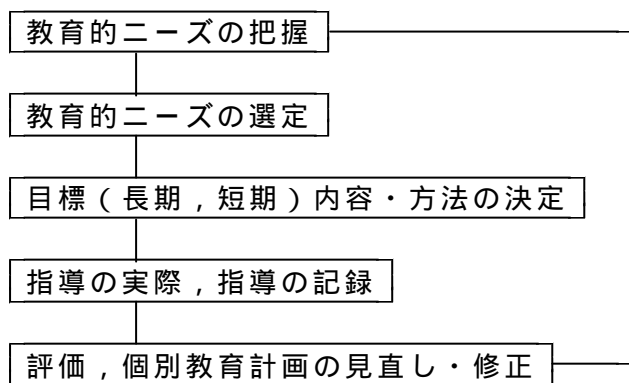 教育的ニーズの把握
教育的ニーズの選定
目標（長期，短期）内容・方法の決定
指導の実際，指導の記録
評価，個別教育計画の見直し・修正